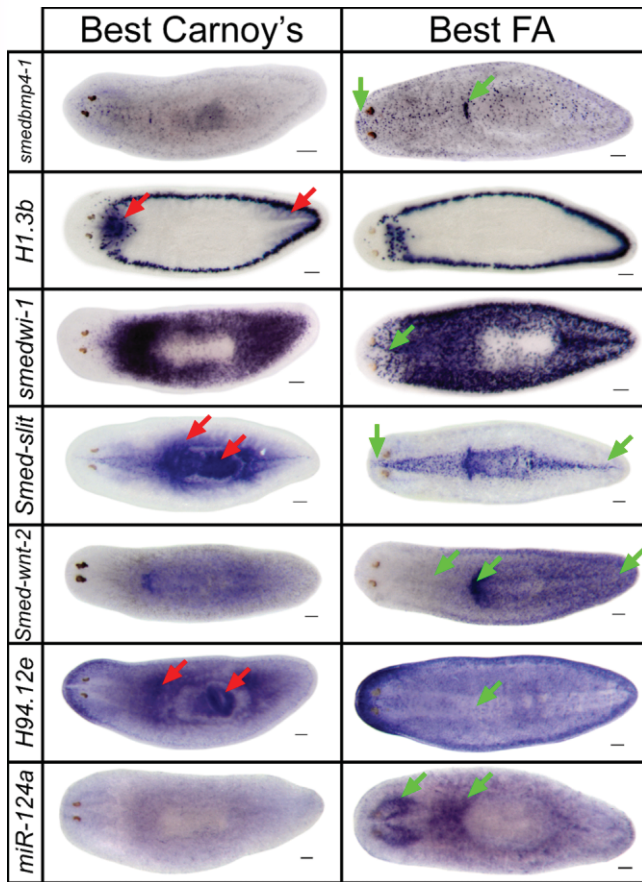 Best Carnoy's
Best FA
smedbmp4-1
H1.3b
smedwi-1
Smed-slit
Smed-wnt-2
H94.12e
miR-124a